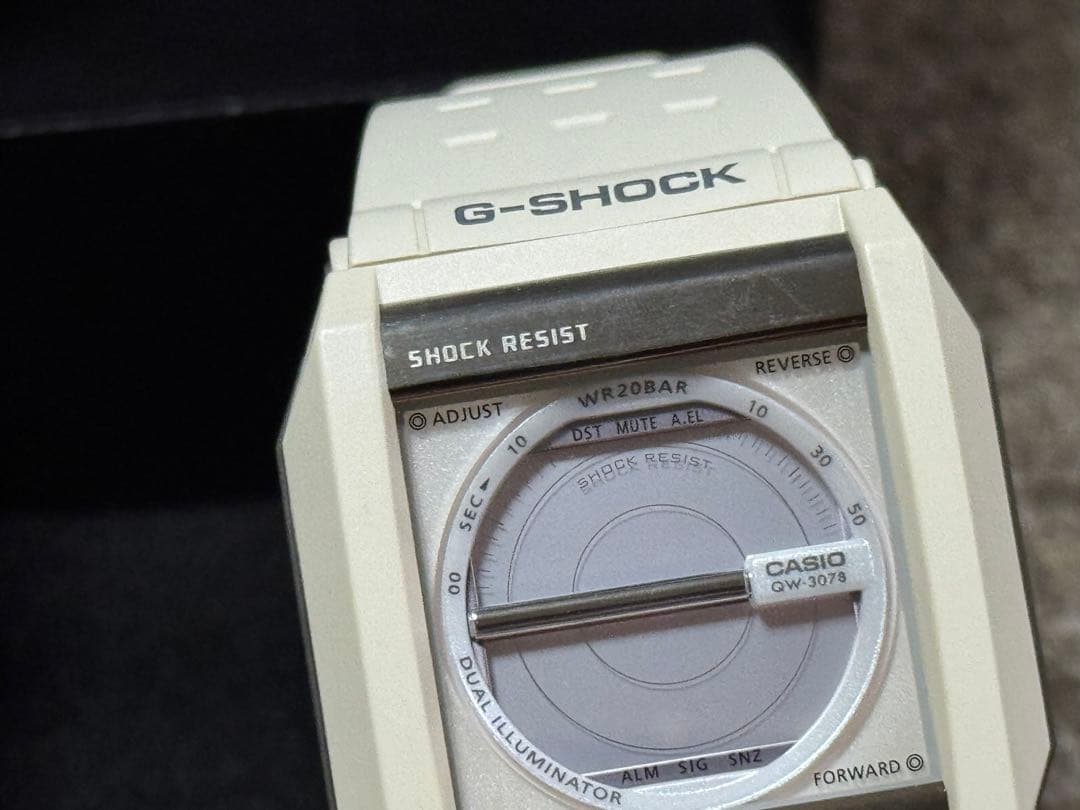 G-SHOCK
SHOCK RESIST
REVERSE
ADJUST
WR20BAR
DST MUTE A.EL
10
10
30
50
SEC
00
SHOCK RESIST
CASIO
QW-3078
DUAL ILLUMINATOR
ALM SIG SNZ
FORWARD